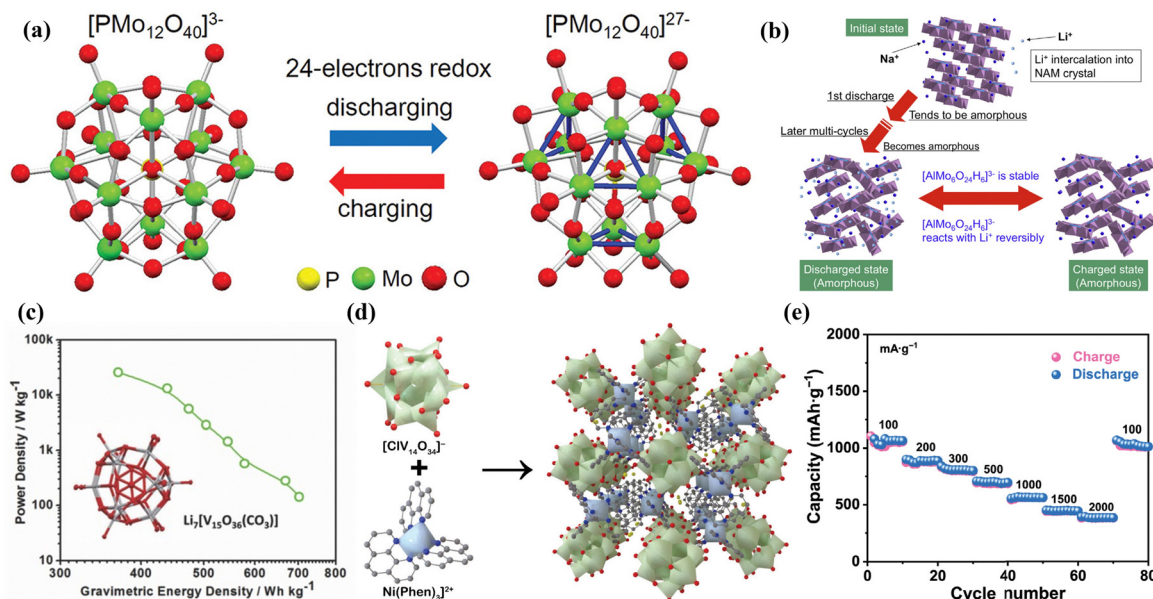 (a)
[PMo12O40]3-
[PMo12O40]27-
24-electrons redox
discharging
charging
P Mo O
(b)
Initial state
Na+
Li+
Li+ intercalation into
NAM crystal
1st discharge
Tends to be amorphous
Later multi-cycles
Becomes amorphous
[AlMo6O24H6]3- is stable
[AlMo6O24H6]3-
reacts with Li+ reversibly
Discharged state
(Amorphous)
Charged state
(Amorphous)
(c)
Power Density / W kg-1
100k
10k
1k
100
10
Li7[V15O36(CO3)]
300 400 500 600 700 800
Gravimetric Energy Density / Wh kg-1
(d)
[ClV14O34]-
+
Ni(Phen)3]2+
(e)
Capacity (mAh·g-1)
2000
1500
1000
500
0
mA·g-1
Charge
Discharge
100
200
300
500
1000
1500
2000
100
0 10 20 30 40 50 60 70 80
Cycle number